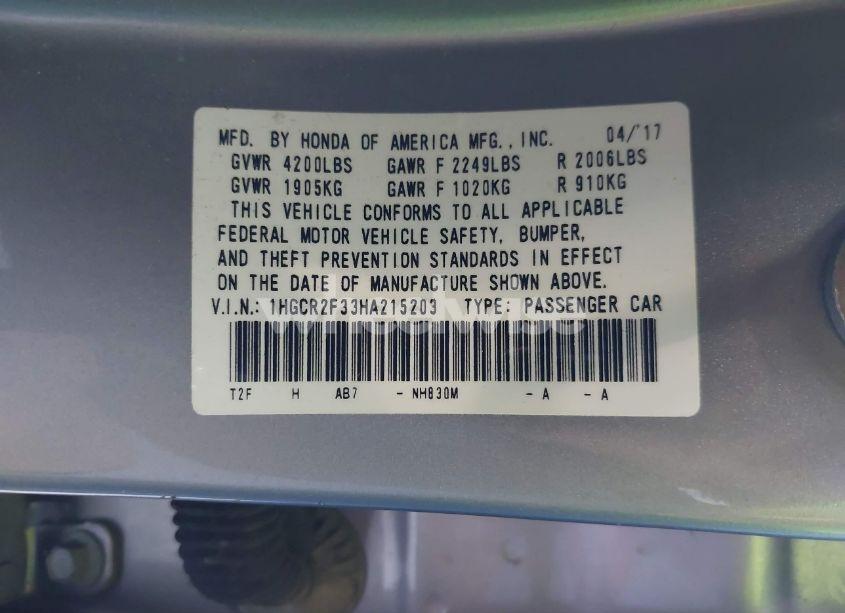 MFD. BY HONDA OF AMERICA MFG., INC. 04/'17
GVWR 4200LBS GAWR F 2249LBS R 2006LBS
GVWR 1905KG GAWR F 1020KG R 910KG
THIS VEHICLE CONFORMS TO ALL APPLICABLE
FEDERAL MOTOR VEHICLE SAFETY, BUMPER,
AND THEFT PREVENTION STANDARDS IN EFFECT
ON THE DATE OF MANUFACTURE SHOWN ABOVE.
V.I.N.: 1HGCR2F33HA215203 TYPE: PASSENGER CAR
T2F H AB7 - NH830M - A - A